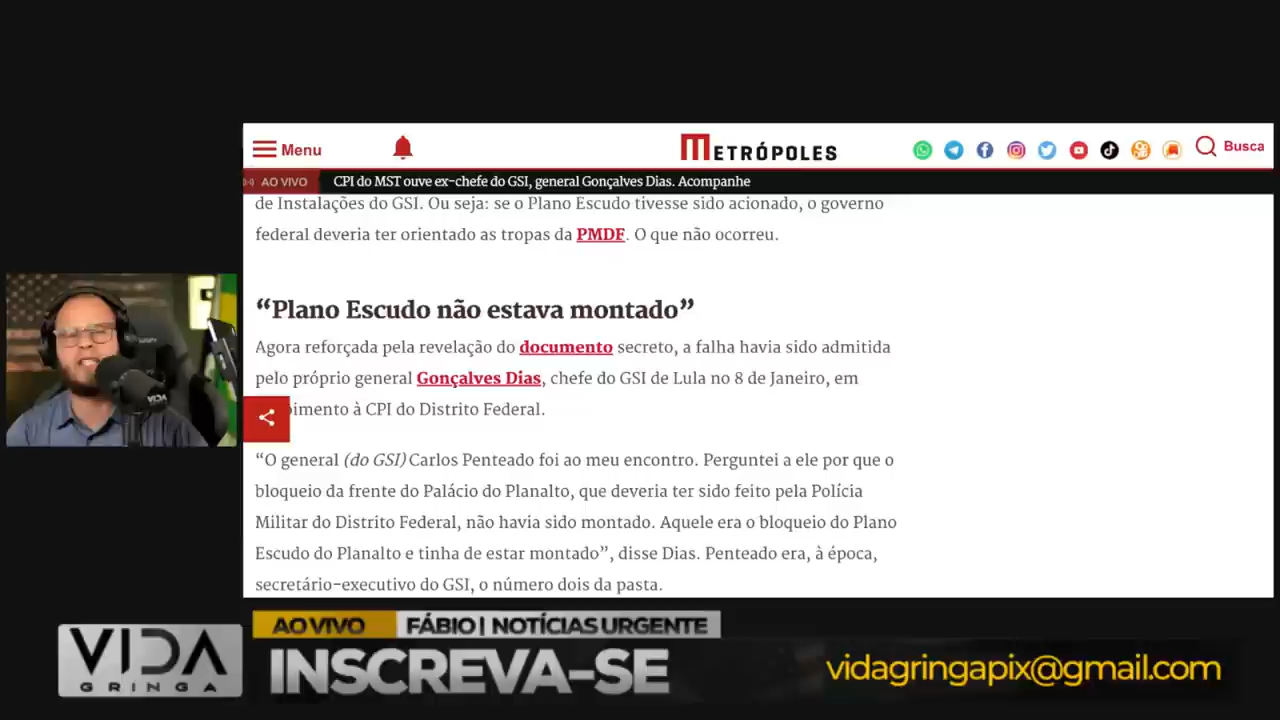 Menu
METRÓPOLES
Busca
AO VIVO
CPI do MST ouve ex-chefe do GSI, general Gonçalves Dias. Acompanhe
de Instalações do GSI. Ou seja: se o Plano Escudo tivesse sido acionado, o governo
federal deveria ter orientado as tropas da PMDF. O que não ocorreu.
“Plano Escudo não estava montado”
Agora reforçada pela revelação do documento secreto, a falha havia sido admitida
pelo próprio general Gonçalves Dias, chefe do GSI de Lula no 8 de Janeiro, em
imento à CPI do Distrito Federal.
“O general (do GSI) Carlos Penteado foi ao meu encontro. Perguntei a ele por que o
bloqueio da frente do Palácio do Planalto, que deveria ter sido feito pela Polícia
Militar do Distrito Federal, não havia sido montado. Aquele era o bloqueio do Plano
Escudo do Planalto e tinha de estar montado”, disse Dias. Penteado era, à época,
secretário-executivo do GSI, o número dois da pasta.
VIDA
AO VIVO
FÁBIO | NOTÍCIAS URGENTE
VIDA
GRINGA
INSCREVA-SE
vidagringapix@gmail.com